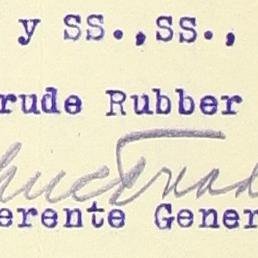 y ss.,ss.,
rude Rubber
erente Gener